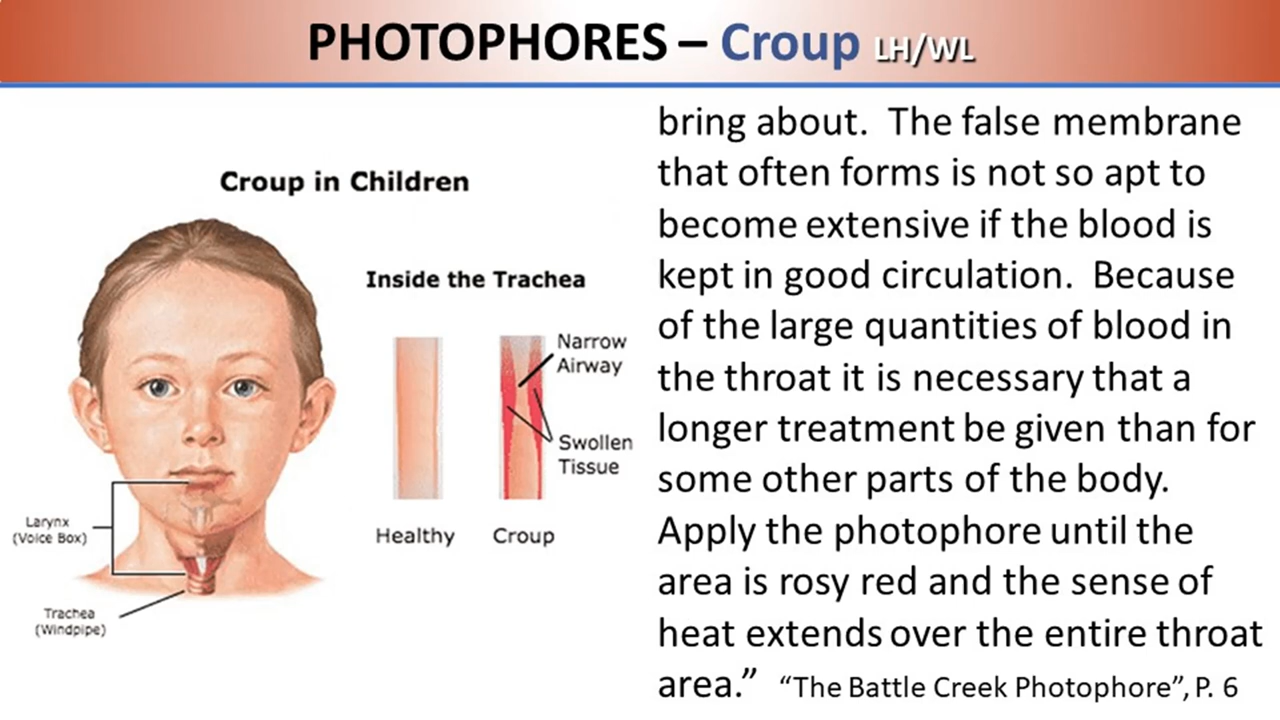 PHOTOPHORES – Croup LH/WL
Croup in Children
Inside the Trachea
Narrow
Airway
Swollen
Tissue
Healthy
Croup
Larynx
(Voice Box)
Trachea
(Windpipe)
bring about. The false membrane
that often forms is not so apt to
become extensive if the blood is
kept in good circulation. Because
of the large quantities of blood in
the throat it is necessary that a
longer treatment be given than for
some other parts of the body.
Apply the photophore until the
area is rosy red and the sense of
heat extends over the entire throat
area.” “The Battle Creek Photophore”, P. 6